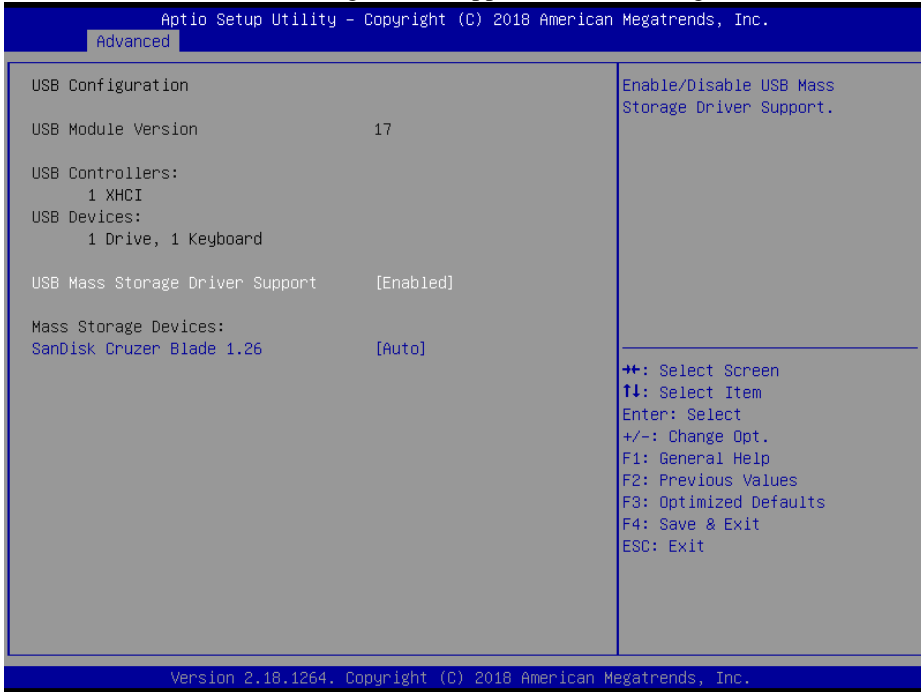 Aptio Setup Utility – Copyright (C) 2018 American Megatrends, Inc.
Advanced
USB Configuration
USB Module Version 17
USB Controllers:
1 XHCI
USB Devices:
1 Drive, 1 Keyboard
USB Mass Storage Driver Support [Enabled]
Mass Storage Devices:
SanDisk Cruzer Blade 1.26 [Auto]
Enable/Disable USB Mass
Storage Driver Support.
→←: Select Screen
↑↓: Select Item
Enter: Select
+/-: Change Opt.
F1: General Help
F2: Previous Values
F3: Optimized Defaults
F4: Save & Exit
ESC: Exit
Version 2.18.1264. Copyright (C) 2018 American Megatrends, Inc.